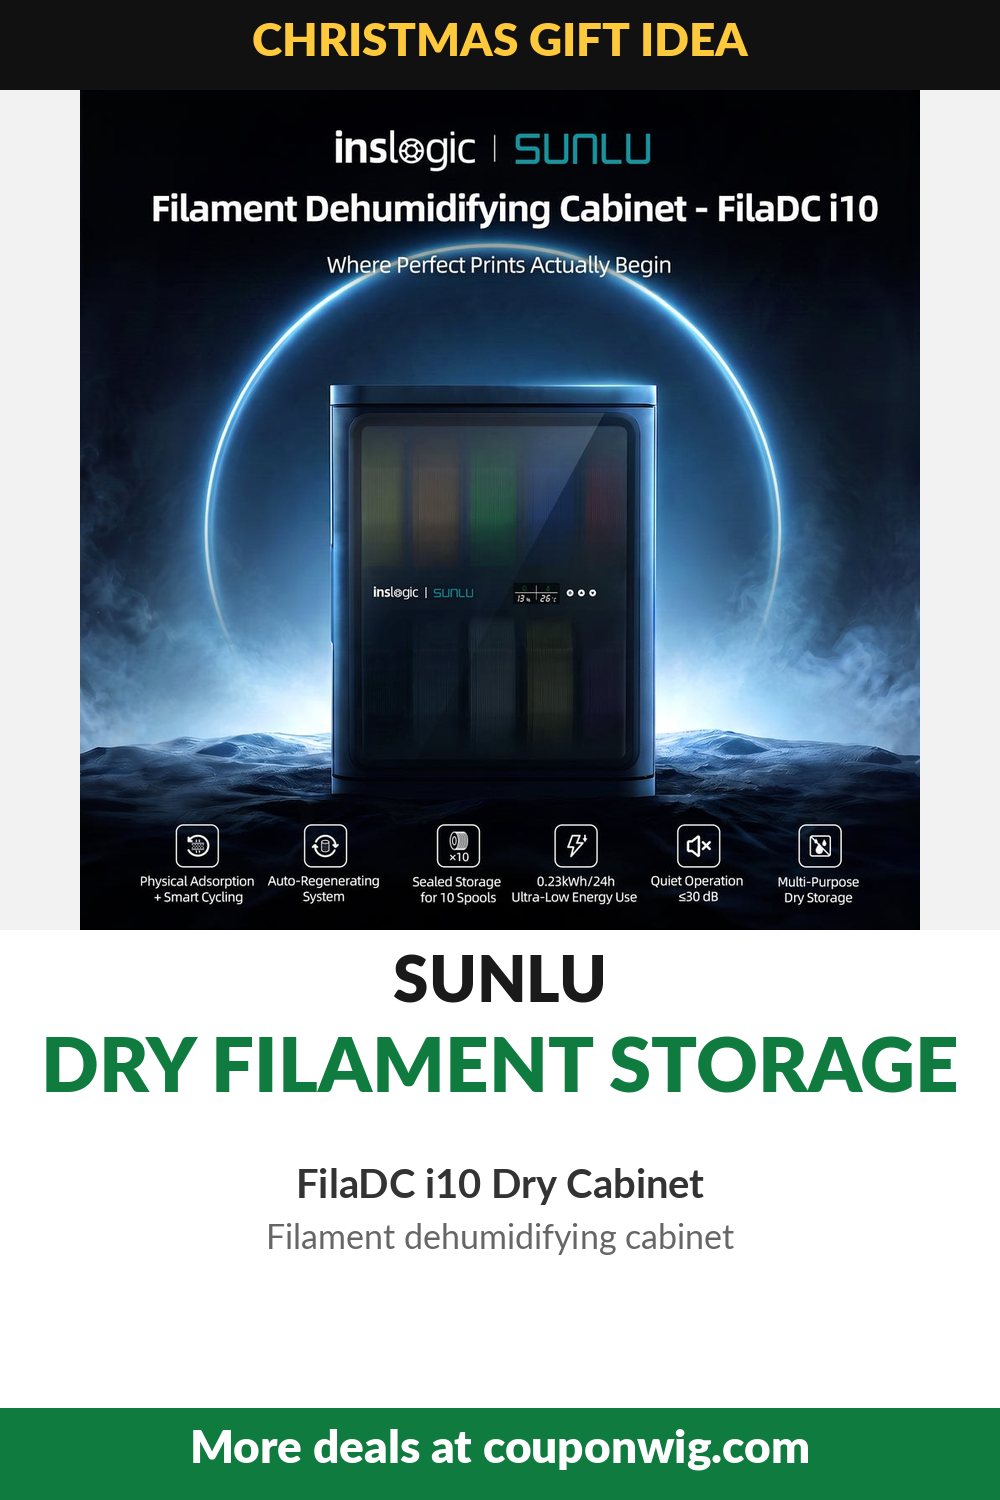 CHRISTMAS GIFT IDEA
inslogic | SUNLU
Filament Dehumidifying Cabinet - FilaDC i10
Where Perfect Prints Actually Begin
inslogic | SUNLU
13% 26°C
×10
Physical Adsorption
+ Smart Cycling
Auto-Regenerating
System
Sealed Storage
for 10 Spools
0.23kWh/24h
Ultra-Low Energy Use
Quiet Operation
≤30 dB
Multi-Purpose
Dry Storage
SUNLU
DRY FILAMENT STORAGE
FilaDC i10 Dry Cabinet
Filament dehumidifying cabinet
More deals at couponwig.com